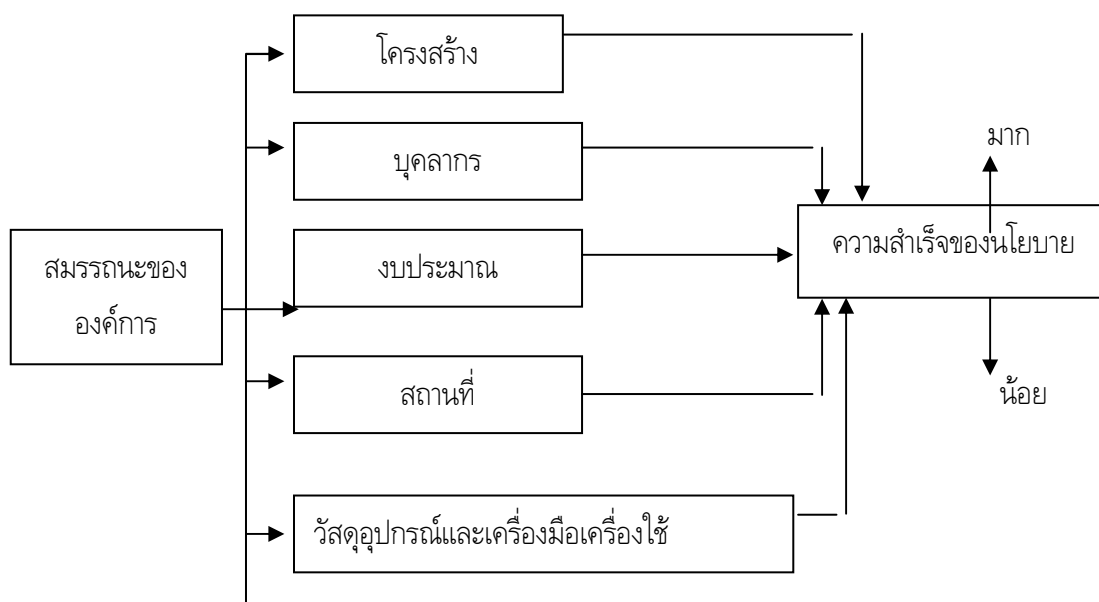 โครงสร้าง
มาก
บุคลากร
ความสำเร็จของนโยบาย
สมรรถนะของ
องค์การ
งบประมาณ
สถานที่
น้อย
วัสดุอุปกรณ์และเครื่องมือเครื่องใช้